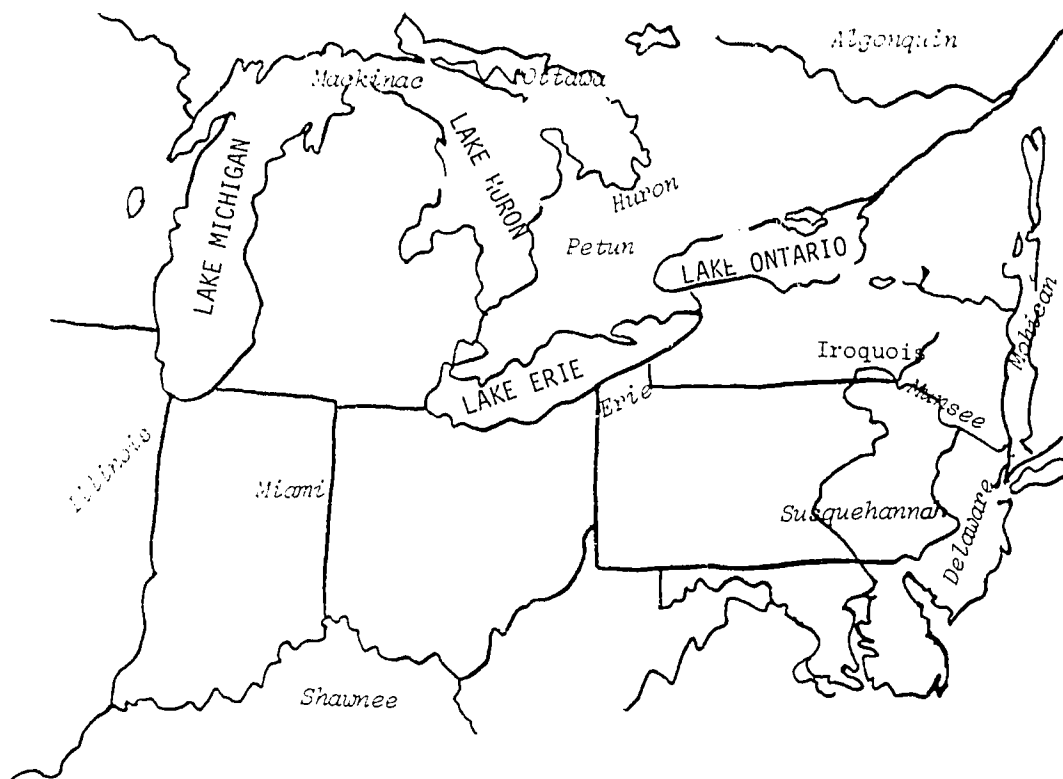 Algonquin
Mackinac
Ottawa
LAKE HURON
LAKE MICHIGAN
Huron
Petun
LAKE ONTARIO
Mohican
Iroquois
LAKE ERIE
Erie
Munsee
Illinois
Miami
Susquehannah
Delaware
Shawnee